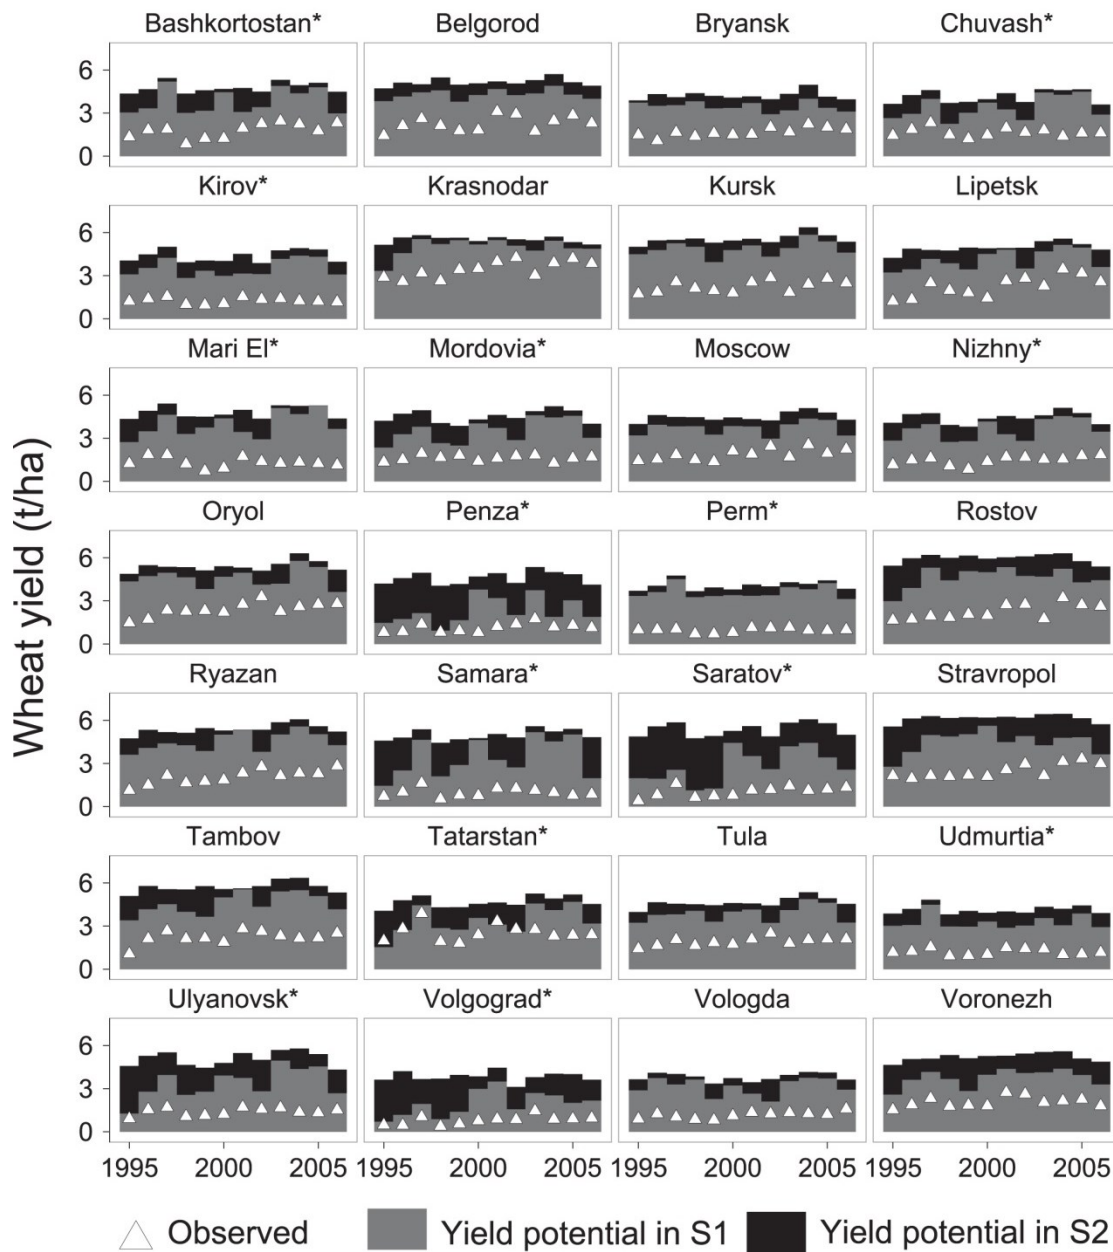 Bashkortostan* Belgorod Bryansk Chuvash*
6
3
0
Kirov* Krasnodar Kursk Lipetsk
6
3
0
Mari El* Mordovia* Moscow Nizhny*
6
3
0
Oryol Penza* Perm* Rostov
6
3
0
Ryazan Samara* Saratov* Stravropol
6
3
0
Tambov Tatarstan* Tula Udmurtia*
6
3
0
Ulyanovsk* Volgograd* Vologda Voronezh
6
3
0
1995 2000 2005 1995 2000 2005 1995 2000 2005 1995 2000 2005
Wheat yield (t/ha)
Observed Yield potential in S1 Yield potential in S2